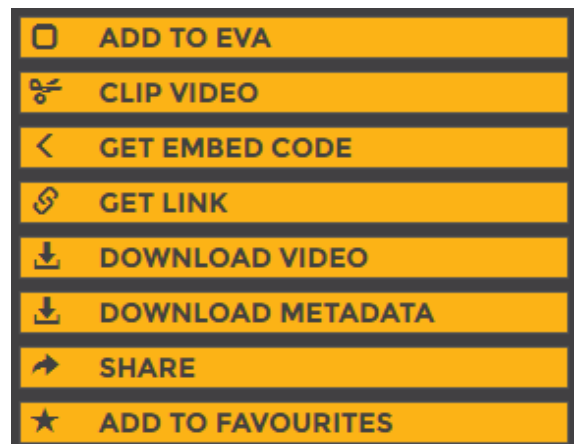 ADD TO EVA
CLIP VIDEO
GET EMBED CODE
GET LINK
DOWNLOAD VIDEO
DOWNLOAD METADATA
SHARE
ADD TO FAVOURITES